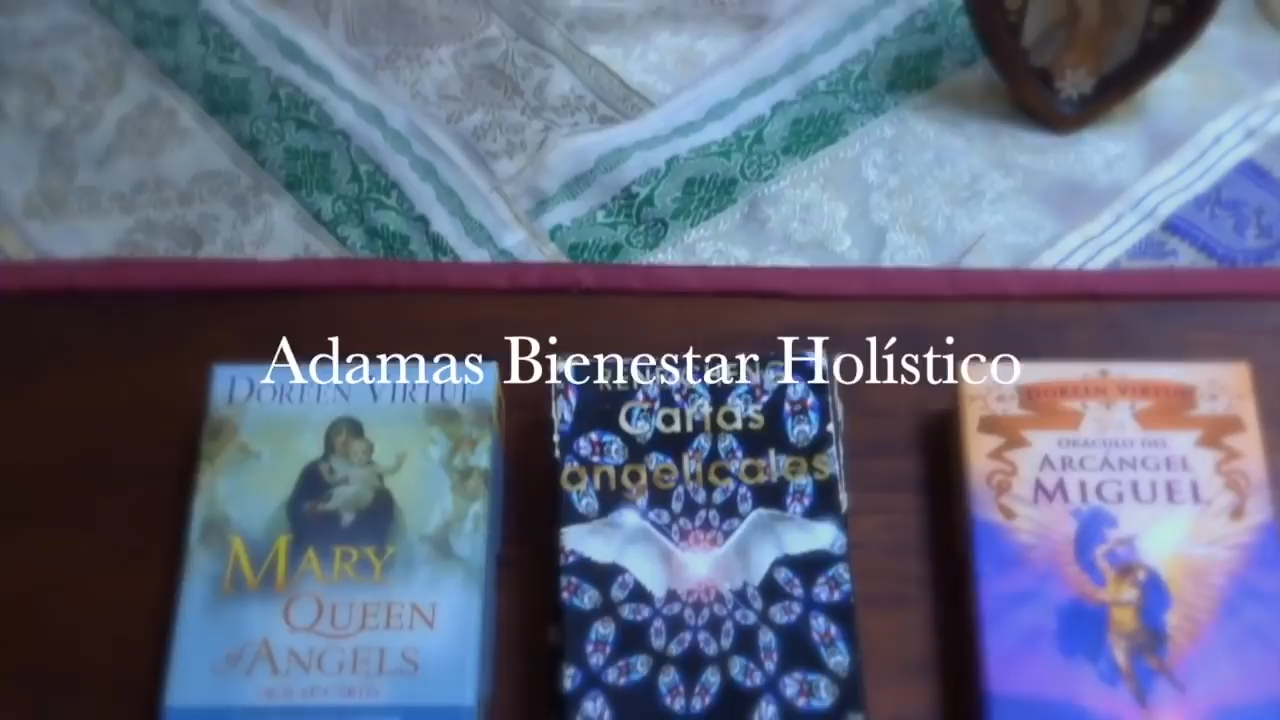 Adamas Bienestar Holístico
DOREEN VIRTUE
MARY
QUEEN
of ANGELS
Cartas
angelicales
DOREEN VIRTUE
ORÁCULO DEL
ARCÁNGEL
MIGUEL